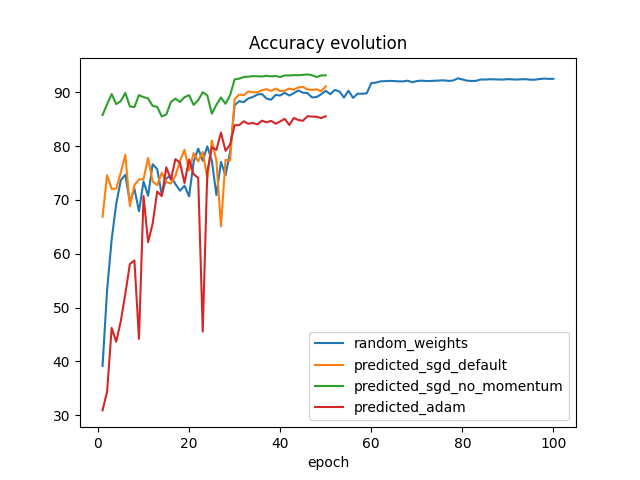 Accuracy evolution
90
80
70
60
50
40
30
0 20 40 60 80 100
epoch
random_weights
predicted_sgd_default
predicted_sgd_no_momentum
predicted_adam